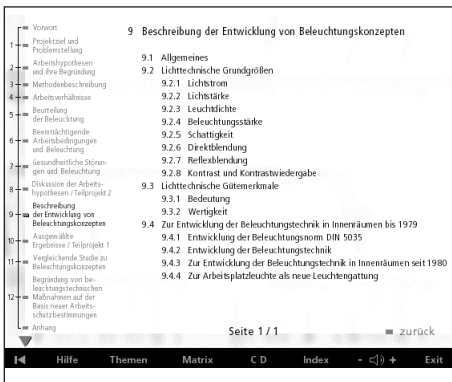 Vorwort
1 Projektziel und
Problemstellung
2 Arbeitshypothesen
und ihre Begründung
3 Methodenbeschreibung
4 Arbeitsverhältnisse
5 Beurteilung
der Beleuchtung
6 Beeinträchtigende
Arbeitsbedingungen
und Beleuchtung
7 Gesundheitliche Störun-
gen und Beleuchtung
8 Diskussion der Arbeits-
hypothesen / Teilprojekt 2
9 Beschreibung
der Entwicklung von
Beleuchtungskonzepten
10 Ausgewählte
Ergebnisse / Teilprojekt 1
11 Vergleichende Studie zu
Beleuchtungskonzepten
12 Begründung von be-
leuchtungstechnischen
Maßnahmen auf der
Basis neuer Arbeits-
schutzbestimmungen
Anhang
9 Beschreibung der Entwicklung von Beleuchtungskonzepten
9.1 Allgemeines
9.2 Lichttechnische Grundgrößen
9.2.1 Lichtstrom
9.2.2 Lichtstärke
9.2.3 Leuchtdichte
9.2.4 Beleuchtungsstärke
9.2.5 Schattigkeit
9.2.6 Direktblendung
9.2.7 Reflexblendung
9.2.8 Kontrast und Kontrastwiedergabe
9.3 Lichttechnische Gütemerkmale
9.3.1 Bedeutung
9.3.2 Wertigkeit
9.4 Zur Entwicklung der Beleuchtungstechnik in Innenräumen bis 1979
9.4.1 Entwicklung der Beleuchtungsnorm DIN 5035
9.4.2 Entwicklung der Beleuchtungstechnik
9.4.3 Zur Entwicklung der Beleuchtungstechnik in Innenräumen seit 1980
9.4.4 Zur Arbeitsplatzleuchte als neue Leuchtengattung
Seite 1 / 1 zurück
Hilfe Themen Matrix C D Index - + Exit